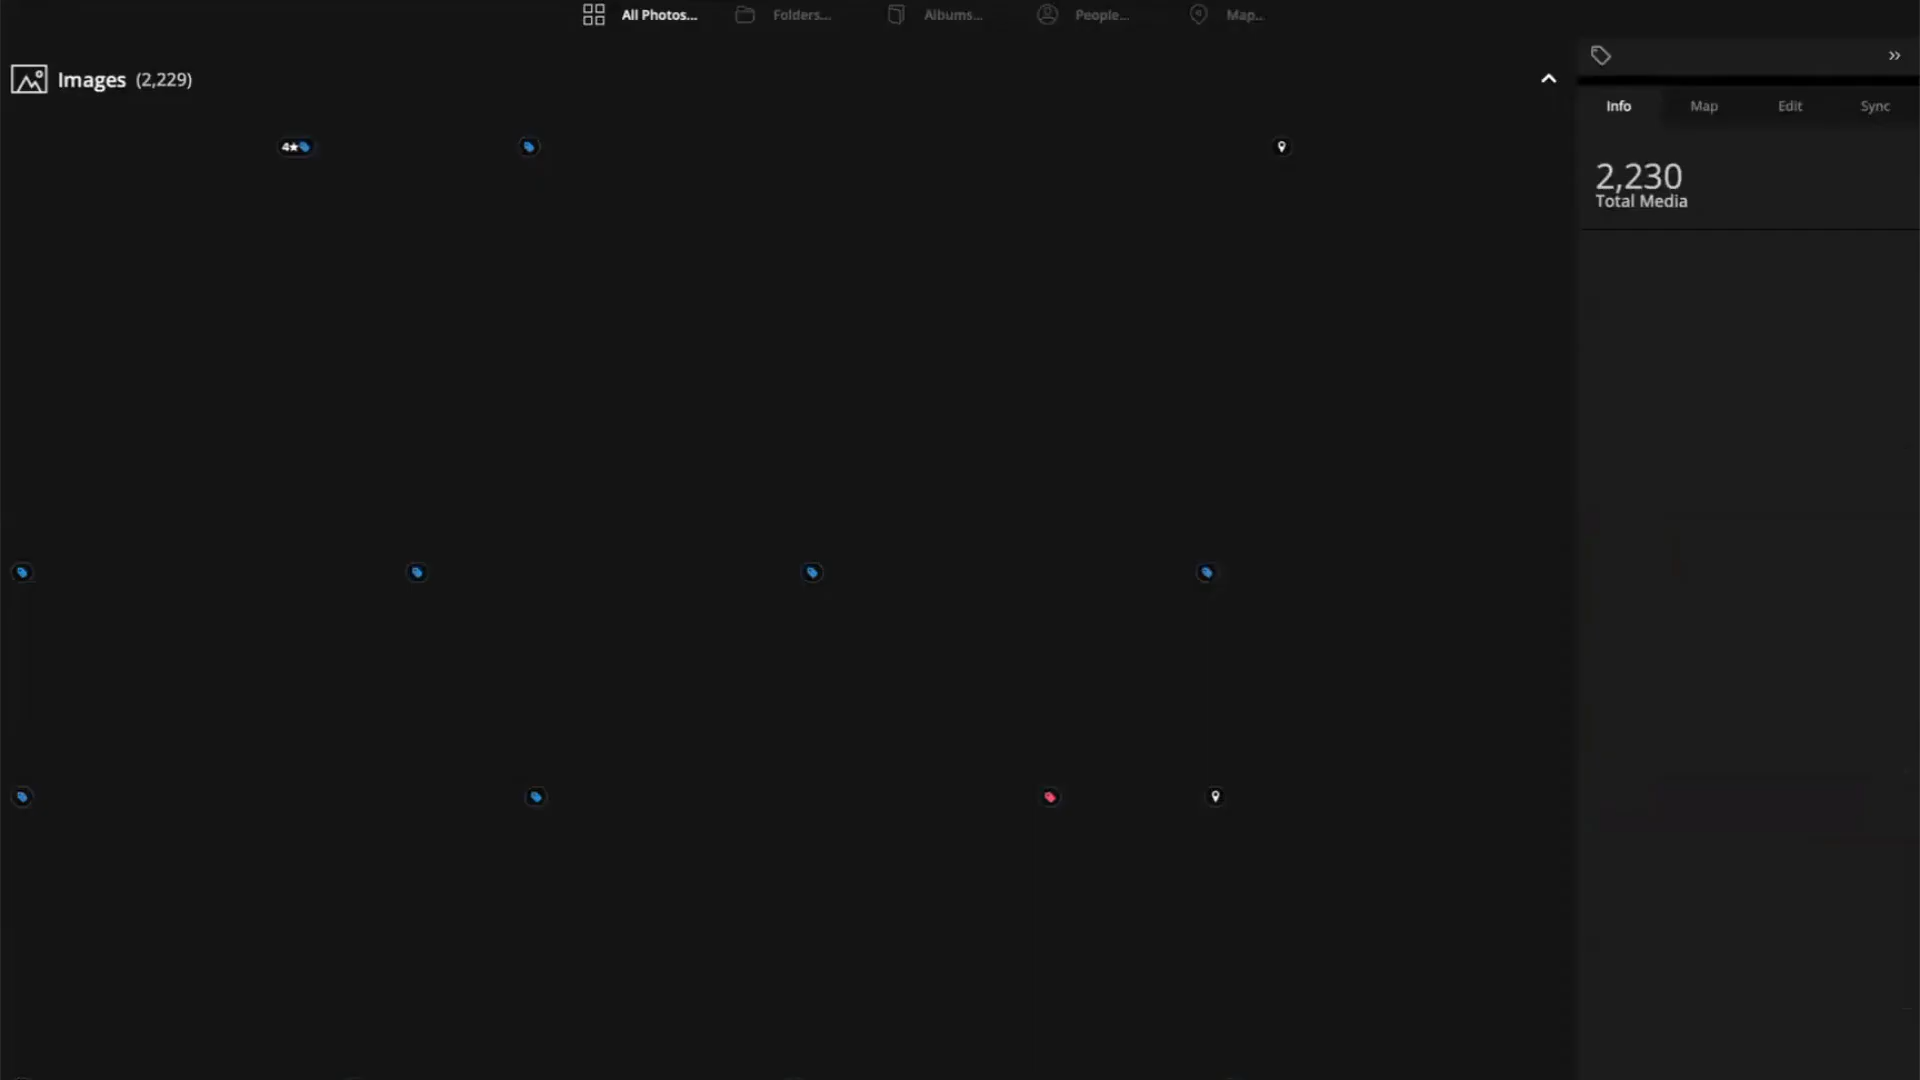 All Photos... Folders... Albums... People... Map...
Images (2,229)
Info Map Edit Sync
4★
2,230
Total Media